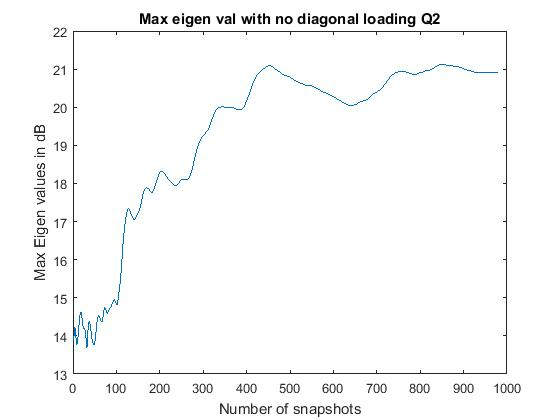 Max eigen val with no diagonal loading Q2
22
21
20
19
18
17
16
15
14
13
Max Eigen values in dB
0 100 200 300 400 500 600 700 800 900 1000
Number of snapshots